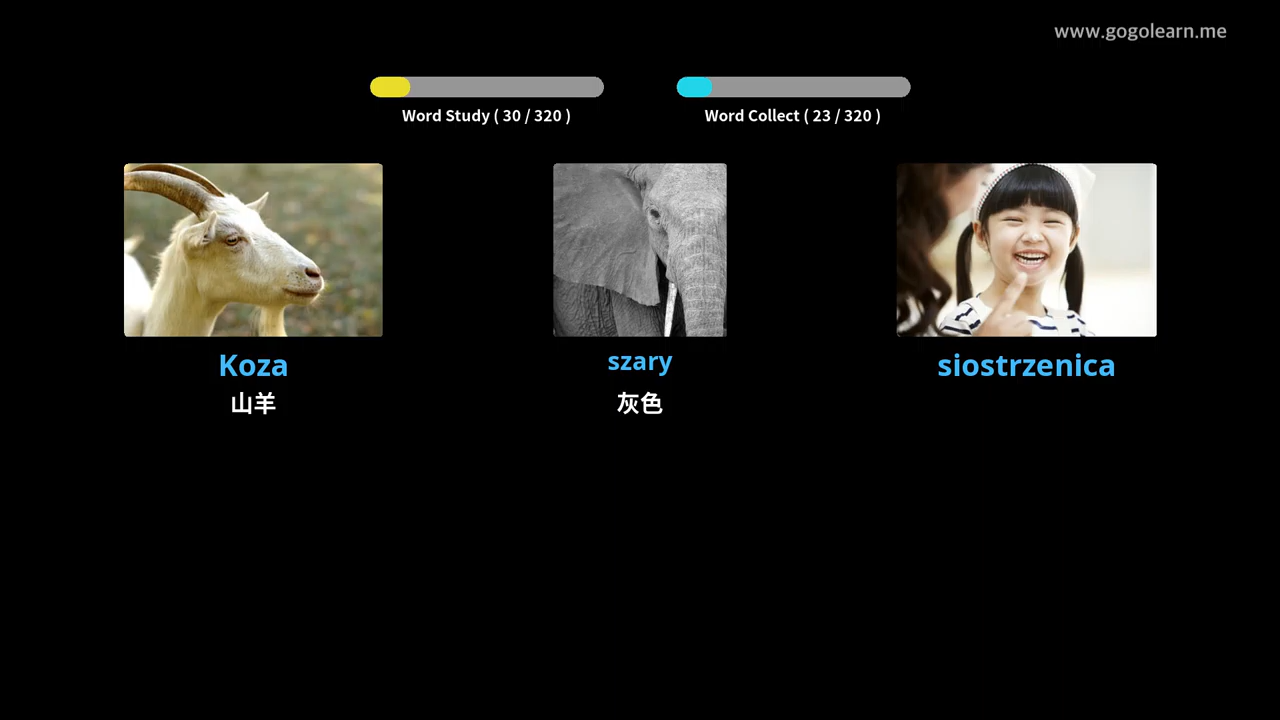 www.gogolearn.me
Word Study ( 30 / 320 )
Word Collect ( 23 / 320 )
Koza
szary
siostrzenica
山羊
灰色